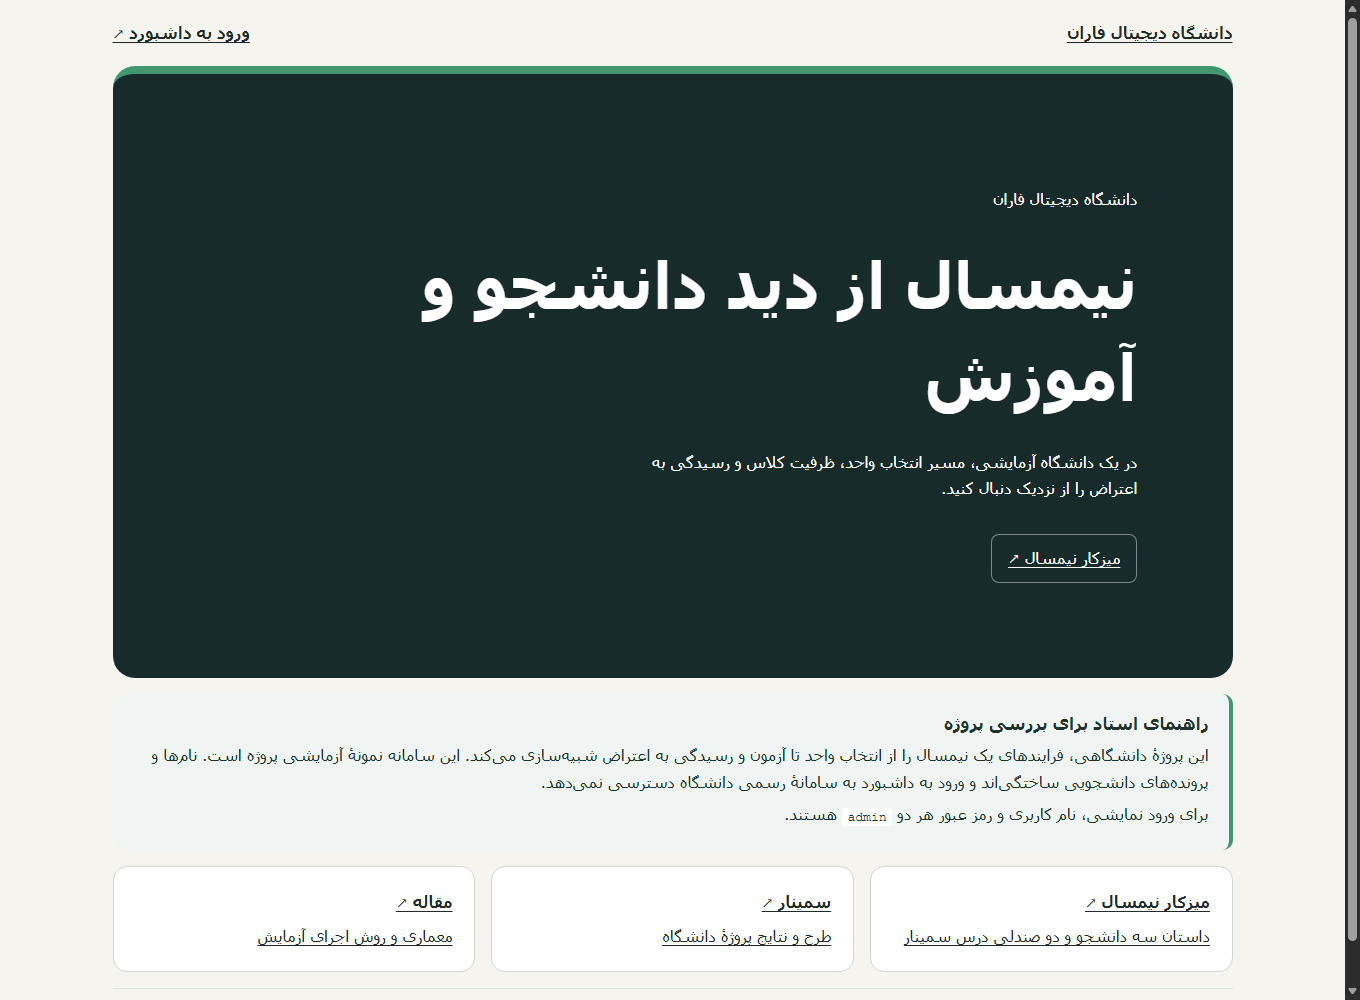 دانشگاه دیجیتال فاران
ورود به داشبورد ↗
دانشگاه دیجیتال فاران
نیمسال از دید دانشجو و
آموزش
در یک دانشگاه آزمایشی، مسیر انتخاب واحد، ظرفیت کلاس و رسیدگی به
اعتراض را از نزدیک دنبال کنید.
میزکار نیمسال ↗
راهنمای استاد برای بررسی پروژه
این پروژهٔ دانشگاهی، فرایندهای یک نیمسال را از انتخاب واحد تا آزمون و رسیدگی به اعتراض شبیه‌سازی می‌کند. این سامانه نمونهٔ آزمایشی پروژه است. نام‌ها و
پرونده‌های دانشجویی ساختگی‌اند و ورود به داشبورد به سامانهٔ رسمی دانشگاه دسترسی نمی‌دهد.
برای ورود نمایشی، نام کاربری و رمز عبور هر دو admin هستند.
میزکار نیمسال ↗
داستان سه دانشجو و دو صندلی درس سمینار
سمینار ↗
طرح و نتایج پروژهٔ دانشگاه
مقاله ↗
معماری و روش اجرای آزمایش